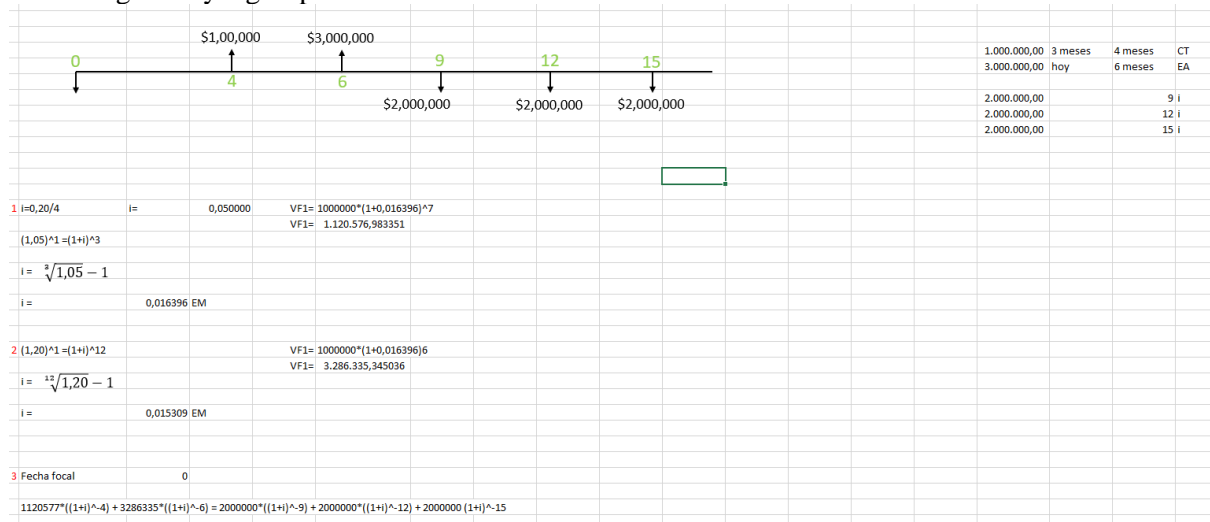 $1,00,000 $3,000,000
0 9 12 15
4 6
$2,000,000 $2,000,000 $2,000,000
1.000.000,00 3 meses 4 meses CT
3.000.000,00 hoy 6 meses EA
2.000.000,00 9 i
2.000.000,00 12 i
2.000.000,00 15 i
1 i=0,20/4 i= 0,050000 VF1= 1000000*(1+0,016396)^7
VF1= 1.120.576,983351
(1,05)^1 =(1+i)^3
i = ³√1,05 − 1
i = 0,016396 EM
2 (1,20)^1 =(1+i)^12 VF1= 1000000*(1+0,016396)6
VF1= 3.286.335,345036
i = ¹²√1,20 − 1
i = 0,015309 EM
3 Fecha focal 0
1120577*((1+i)^-4) + 3286335*((1+i)^-6) = 2000000*((1+i)^-9) + 2000000*((1+i)^-12) + 2000000 (1+i)^-15